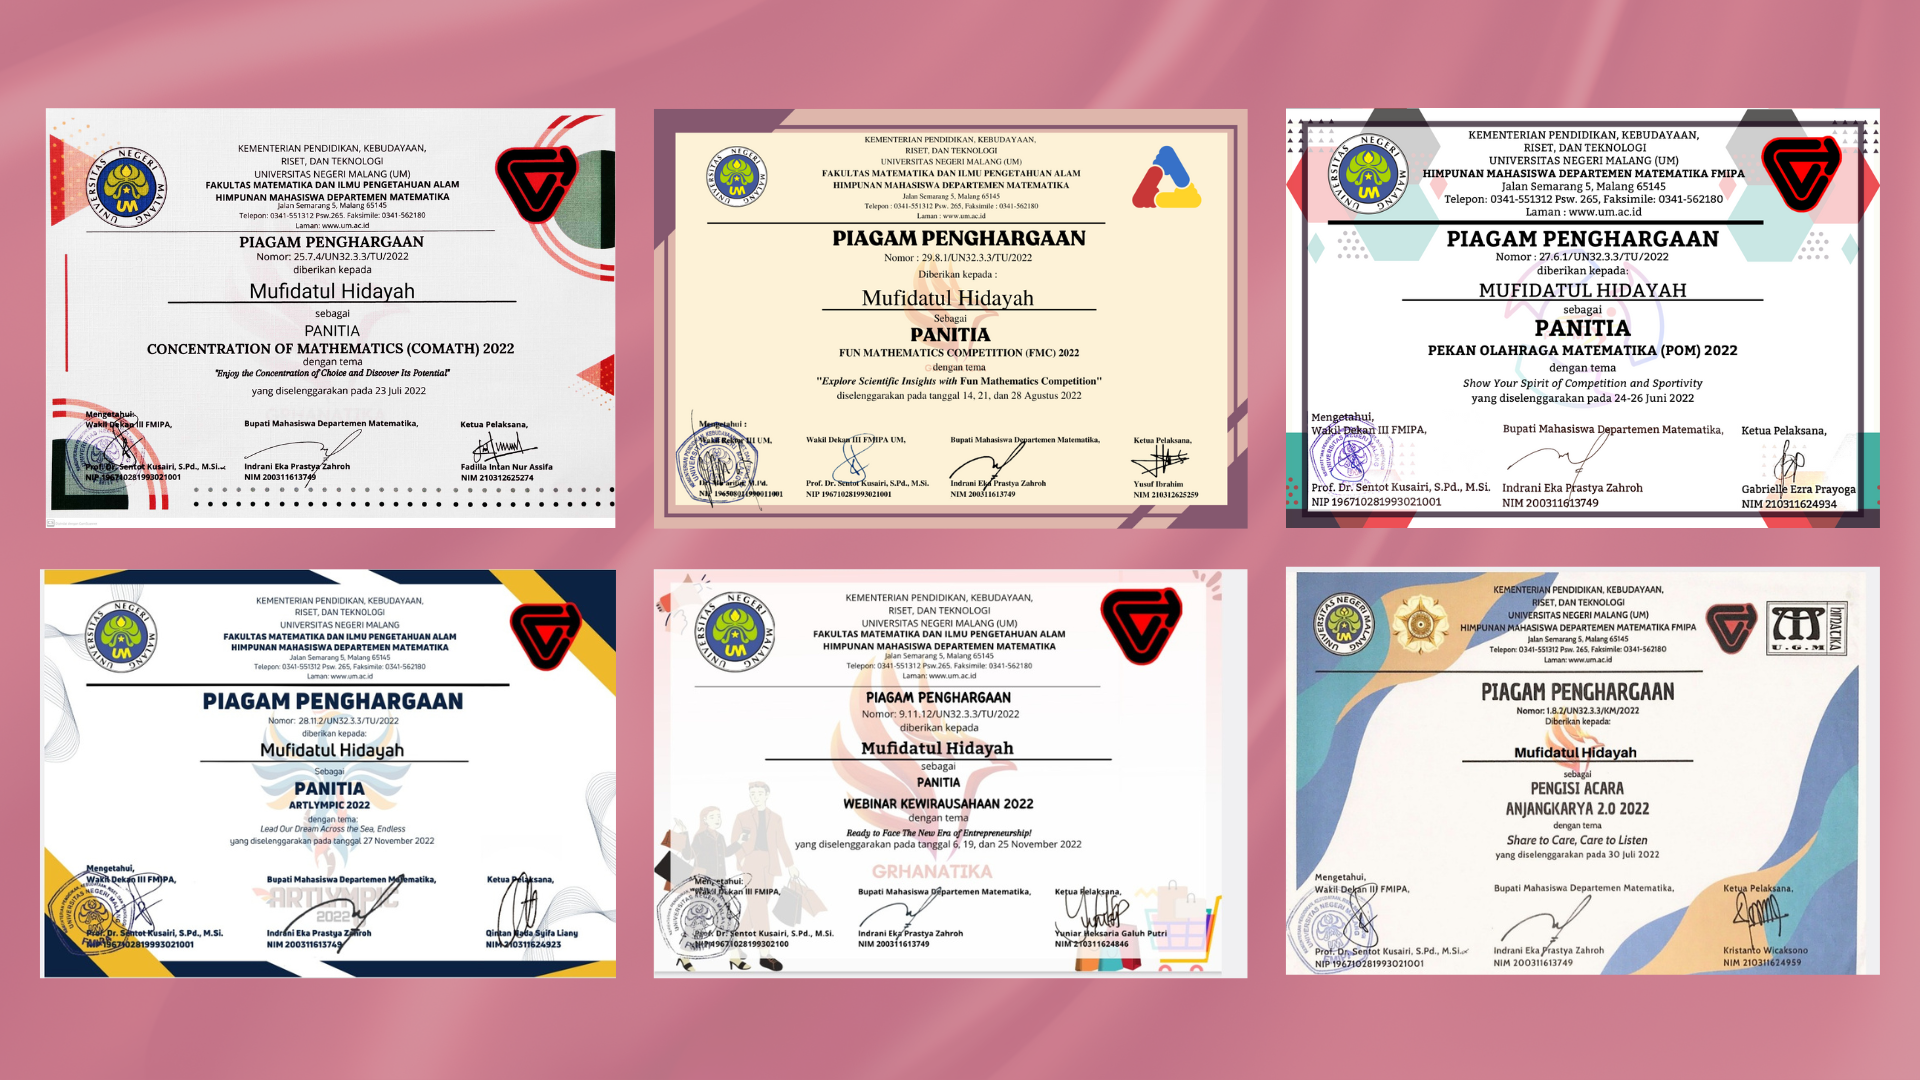 UNIVERSITAS NEGERI MALANG
UM
KEMENTERIAN PENDIDIKAN, KEBUDAYAAN,
RISET, DAN TEKNOLOGI
UNIVERSITAS NEGERI MALANG (UM)
FAKULTAS MATEMATIKA DAN ILMU PENGETAHUAN ALAM
HIMPUNAN MAHASISWA DEPARTEMEN MATEMATIKA
Jalan Semarang 5, Malang 65145
Telepon: 0341-551312 Psw.265. Faksimile: 0341-562180
Laman: www.um.ac.id
PIAGAM PENGHARGAAN
Nomor: 25.7.4/UN32.3.3/TU/2022
diberikan kepada
Mufidatul Hidayah
sebagai
PANITIA
CONCENTRATION OF MATHEMATICS (COMATH) 2022
dengan tema
"Enjoy the Concentration of Choice and Discover Its Potential"
yang diselenggarakan pada 23 Juli 2022
GRHANATIKA
Mengetahui:
Wakil Dekan III FMIPA,
Prof. Dr. Sentot Kusairi, S.Pd., M.Si.
NIP 196710281993021001
Bupati Mahasiswa Departemen Matematika,
Indrani Eka Prastya Zahroh
NIM 200311613749
Ketua Pelaksana,
Fadilla Intan Nur Assifa
NIM 210312625274
UNIVERSITAS NEGERI MALANG
UM
KEMENTERIAN PENDIDIKAN, KEBUDAYAAN,
RISET, DAN TEKNOLOGI
UNIVERSITAS NEGERI MALANG (UM)
FAKULTAS MATEMATIKA DAN ILMU PENGETAHUAN ALAM
HIMPUNAN MAHASISWA DEPARTEMEN MATEMATIKA
Jalan Semarang 5, Malang 65145
Telepon : 0341-551312 Psw. 265, Faksimile : 0341-562180
Laman : www.um.ac.id
PIAGAM PENGHARGAAN
Nomor : 29.8.1/UN32.3.3/TU/2022
Diberikan kepada :
Mufidatul Hidayah
Sebagai
PANITIA
FUN MATHEMATICS COMPETITION (FMC) 2022
dengan tema
"Explore Scientific Insights with Fun Mathematics Competition"
diselenggarakan pada tanggal 14, 21, dan 28 Agustus 2022
Mengetahui :
Wakil Rektor III UM,
NIP 196508011990011001
Wakil Dekan III FMIPA UM,
Prof. Dr. Sentot Kusairi, S.Pd., M.Si.
NIP 196710281993021001
Bupati Mahasiswa Departemen Matematika,
Indrani Eka Prastya Zahroh
NIM 200311613749
Ketua Pelaksana,
Yusuf Ibrahim
NIM 210312625259
UNIVERSITAS NEGERI MALANG
UM
KEMENTERIAN PENDIDIKAN, KEBUDAYAAN,
RISET, DAN TEKNOLOGI
UNIVERSITAS NEGERI MALANG (UM)
HIMPUNAN MAHASISWA DEPARTEMEN MATEMATIKA FMIPA
Jalan Semarang 5, Malang 65145
Telepon: 0341-551312 Psw. 265, Faksimile: 0341-562180
Laman : www.um.ac.id
PIAGAM PENGHARGAAN
Nomor : 27.6.1/UN32.3.3/TU/2022
diberikan kepada:
MUFIDATUL HIDAYAH
sebagai
PANITIA
PEKAN OLAHRAGA MATEMATIKA (POM) 2022
dengan tema
Show Your Spirit of Competition and Sportivity
yang diselenggarakan pada 24-26 Juni 2022
Mengetahui,
Wakil Dekan III FMIPA,
Prof. Dr. Sentot Kusairi, S.Pd., M.Si.
NIP 196710281993021001
Bupati Mahasiswa Departemen Matematika,
Indrani Eka Prastya Zahroh
NIM 200311613749
Ketua Pelaksana,
Gabrielle Ezra Prayoga
NIM 210311624934
UNIVERSITAS NEGERI MALANG
UM
KEMENTERIAN PENDIDIKAN, KEBUDAYAAN,
RISET, DAN TEKNOLOGI
UNIVERSITAS NEGERI MALANG
FAKULTAS MATEMATIKA DAN ILMU PENGETAHUAN ALAM
HIMPUNAN MAHASISWA DEPARTEMEN MATEMATIKA
Jalan Semarang 5, Malang 65145
Telepon: 0341-551312 Psw. 265, Faksimile: 0341-562180
Laman: www.um.ac.id
PIAGAM PENGHARGAAN
Nomor: 28.11.2/UN32.3.3/TU/2022
diberikan kepada:
Mufidatul Hidayah
Sebagai
PANITIA
ARTLYMPIC 2022
dengan tema:
Lead Our Dream Across the Sea, Endless
yang diselenggarakan pada tanggal 27 November 2022
ARTLYMPIC
2022
Mengetahui,
Wakil Dekan III FMIPA,
Prof. Dr. Sentot Kusairi, S.Pd., M.Si.
NIP 196710281993021001
Bupati Mahasiswa Departemen Matematika,
Indrani Eka Prastya Zahroh
NIM 200311613749
Ketua Pelaksana,
Qintan Nada Syifa Liany
NIM 210311624923
UNIVERSITAS NEGERI MALANG
UM
KEMENTERIAN PENDIDIKAN, KEBUDAYAAN,
RISET, DAN TEKNOLOGI
UNIVERSITAS NEGERI MALANG (UM)
FAKULTAS MATEMATIKA DAN ILMU PENGETAHUAN ALAM
HIMPUNAN MAHASISWA DEPARTEMEN MATEMATIKA
Jalan Semarang 5, Malang 65145
Telepon: 0341-551312 Psw.265. Faksimile: 0341-562180
Laman: www.um.ac.id
PIAGAM PENGHARGAAN
Nomor: 9.11.12/UN32.3.3/TU/2022
diberikan kepada
Mufidatul Hidayah
sebagai
PANITIA
WEBINAR KEWIRAUSAHAAN 2022
dengan tema
Ready to Face The New Era of Entrepreneurship!
yang diselenggarakan pada tanggal 6, 19, dan 25 November 2022
GRHANATIKA
Mengetahui:
Wakil Dekan III FMIPA,
Prof. Dr. Sentot Kusairi, S.Pd., M.Si.
NIP 196710281999302100
Bupati Mahasiswa Departemen Matematika,
Indrani Eka Prastya Zahroh
NIM 200311613749
Ketua Pelaksana,
Yuniar Heksaria Galuh Putri
NIM 210311624846
UNIVERSITAS NEGERI MALANG
UM
KEMENTERIAN PENDIDIKAN, KEBUDAYAAN,
RISET, DAN TEKNOLOGI
UNIVERSITAS NEGERI MALANG (UM)
HIMPUNAN MAHASISWA DEPARTEMEN MATEMATIKA FMIPA
Jalan Semarang 5, Malang 65145
Telepon: 0341-551312 Psw. 265, Faksimile: 0341-562180
Laman: www.um.ac.id
U.G.M
DIDAKTIKA
PIAGAM PENGHARGAAN
Nomor: 1.8.2/UN32.3.3/KM/2022
Diberikan kepada:
Mufidatul Hidayah
sebagai
PENGISI ACARA
ANJANGKARYA 2.0 2022
dengan tema
Share to Care, Care to Listen
yang diselenggarakan pada 30 Juli 2022
Mengetahui:
Wakil Dekan III FMIPA,
Prof. Dr. Sentot Kusairi, S.Pd., M.Si.
NIP 196710281993021001
Bupati Mahasiswa Departemen Matematika,
Indrani Eka Prastya Zahroh
NIM 200311613749
Ketua Pelaksana,
Kristanto Wicaksono
NIM 210311624959